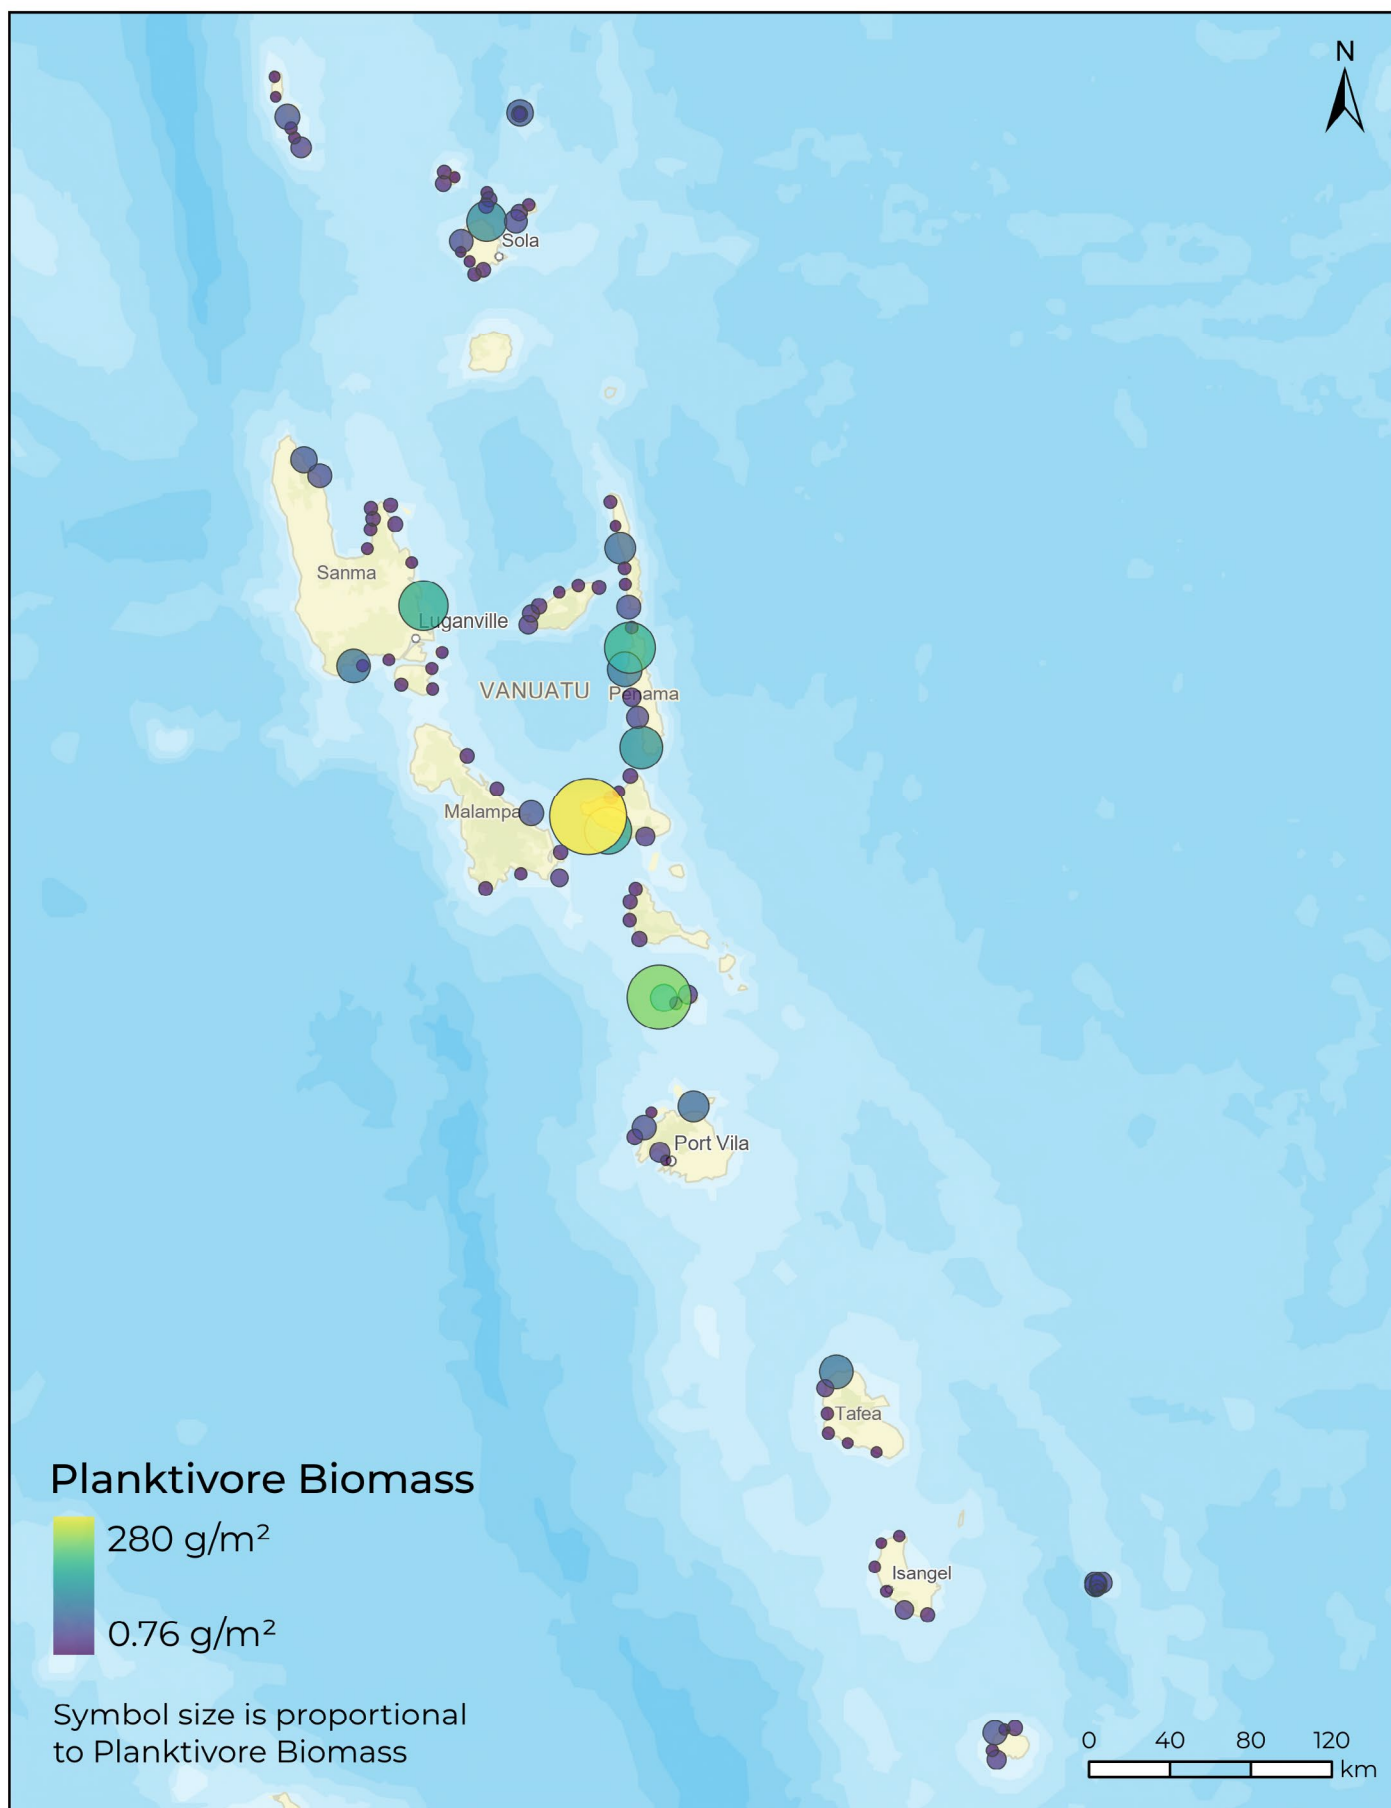 N
Sola
Sanma
Luganville
VANUATU
Penama
Malampa
Port Vila
Tafea
Isangel
Planktivore Biomass
280 g/m²
0.76 g/m²
Symbol size is proportional
to Planktivore Biomass
0 40 80 120
km